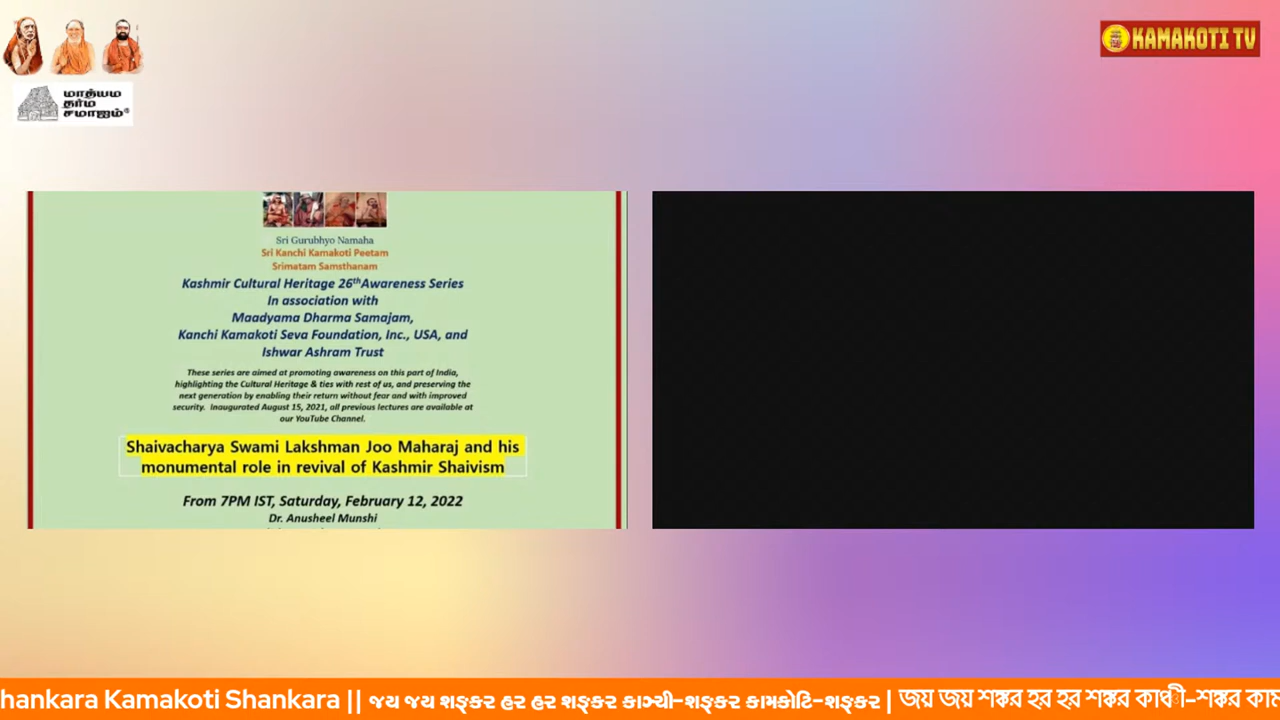 KAMAKOTI TV
மாத்யம
தர்ம
சமாஜம்®
Sri Gurubhyo Namaha
Sri Kanchi Kamakoti Peetam
Srimatam Samsthanam
Kashmir Cultural Heritage 26thAwareness Series
In association with
Maadyama Dharma Samajam,
Kanchi Kamakoti Seva Foundation, Inc., USA, and
Ishwar Ashram Trust
These series are aimed at promoting awareness on this part of India,
highlighting the Cultural Heritage & ties with rest of us, and preserving the
next generation by enabling their return without fear and with improved
security. Inaugurated August 15, 2021, all previous lectures are available at
our YouTube Channel.
Shaivacharya Swami Lakshman Joo Maharaj and his
monumental role in revival of Kashmir Shaivism
From 7PM IST, Saturday, February 12, 2022
Dr. Anusheel Munshi
hankara Kamakoti Shankara || જય જય શઙ્કર હર હર શઙ્કર કાઞ્ચી-શઙ્કર કામકોટિ-શઙ્કર | জয় জয় শঙ্কর হর হর শঙ্কর কাঞ্চী-শঙ্কর কাম